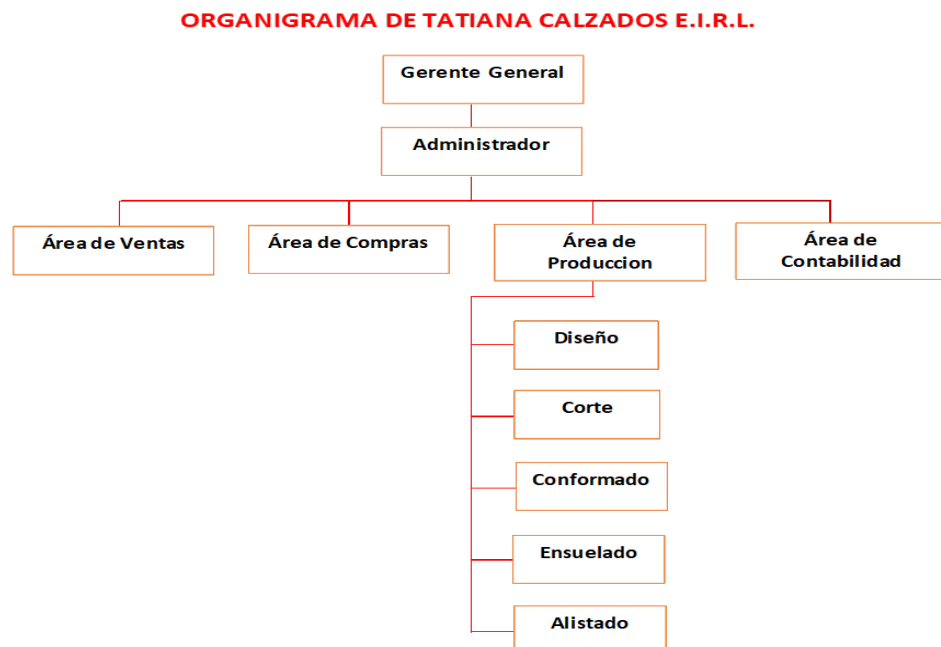 ORGANIGRAMA DE TATIANA CALZADOS E.I.R.L.
Gerente General
Administrador
Área de Ventas
Área de Compras
Área de
Produccion
Área de
Contabilidad
Diseño
Corte
Conformado
Ensuelado
Alistado